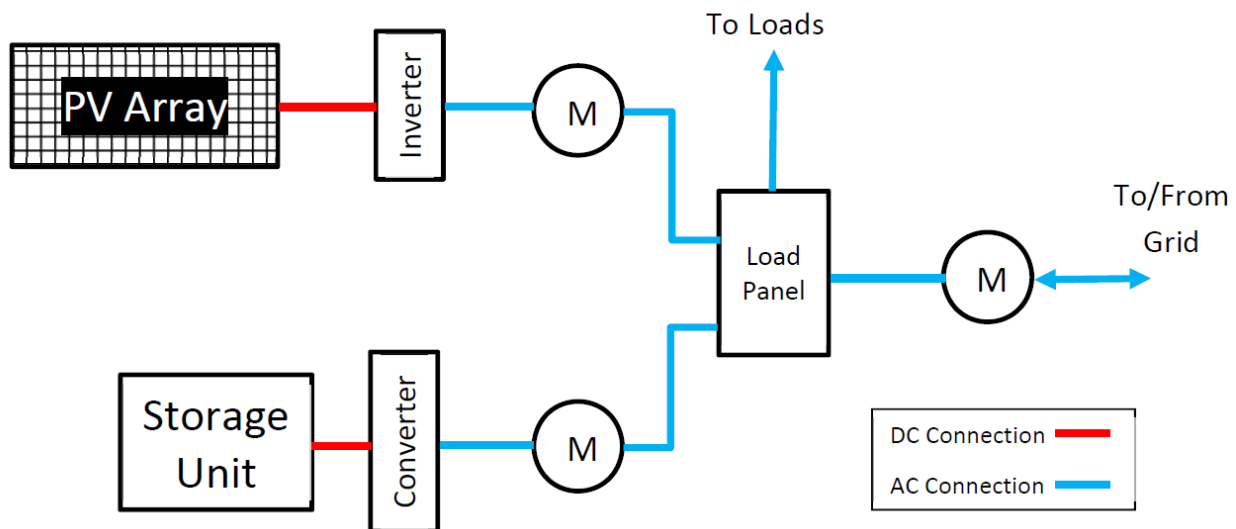 To Loads
PV Array
Inverter
M
To/From
Grid
Load
Panel
M
Storage
Unit
Converter
M
DC Connection
AC Connection